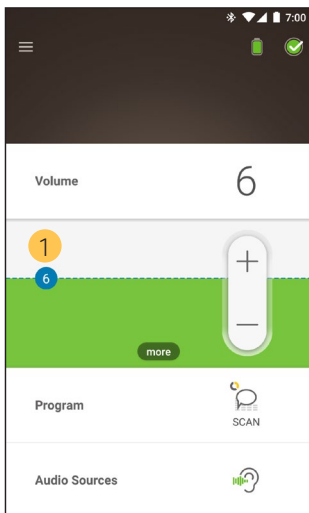 7:00
Volume
6
1
6
+
−
more
Program
SCAN
Audio Sources